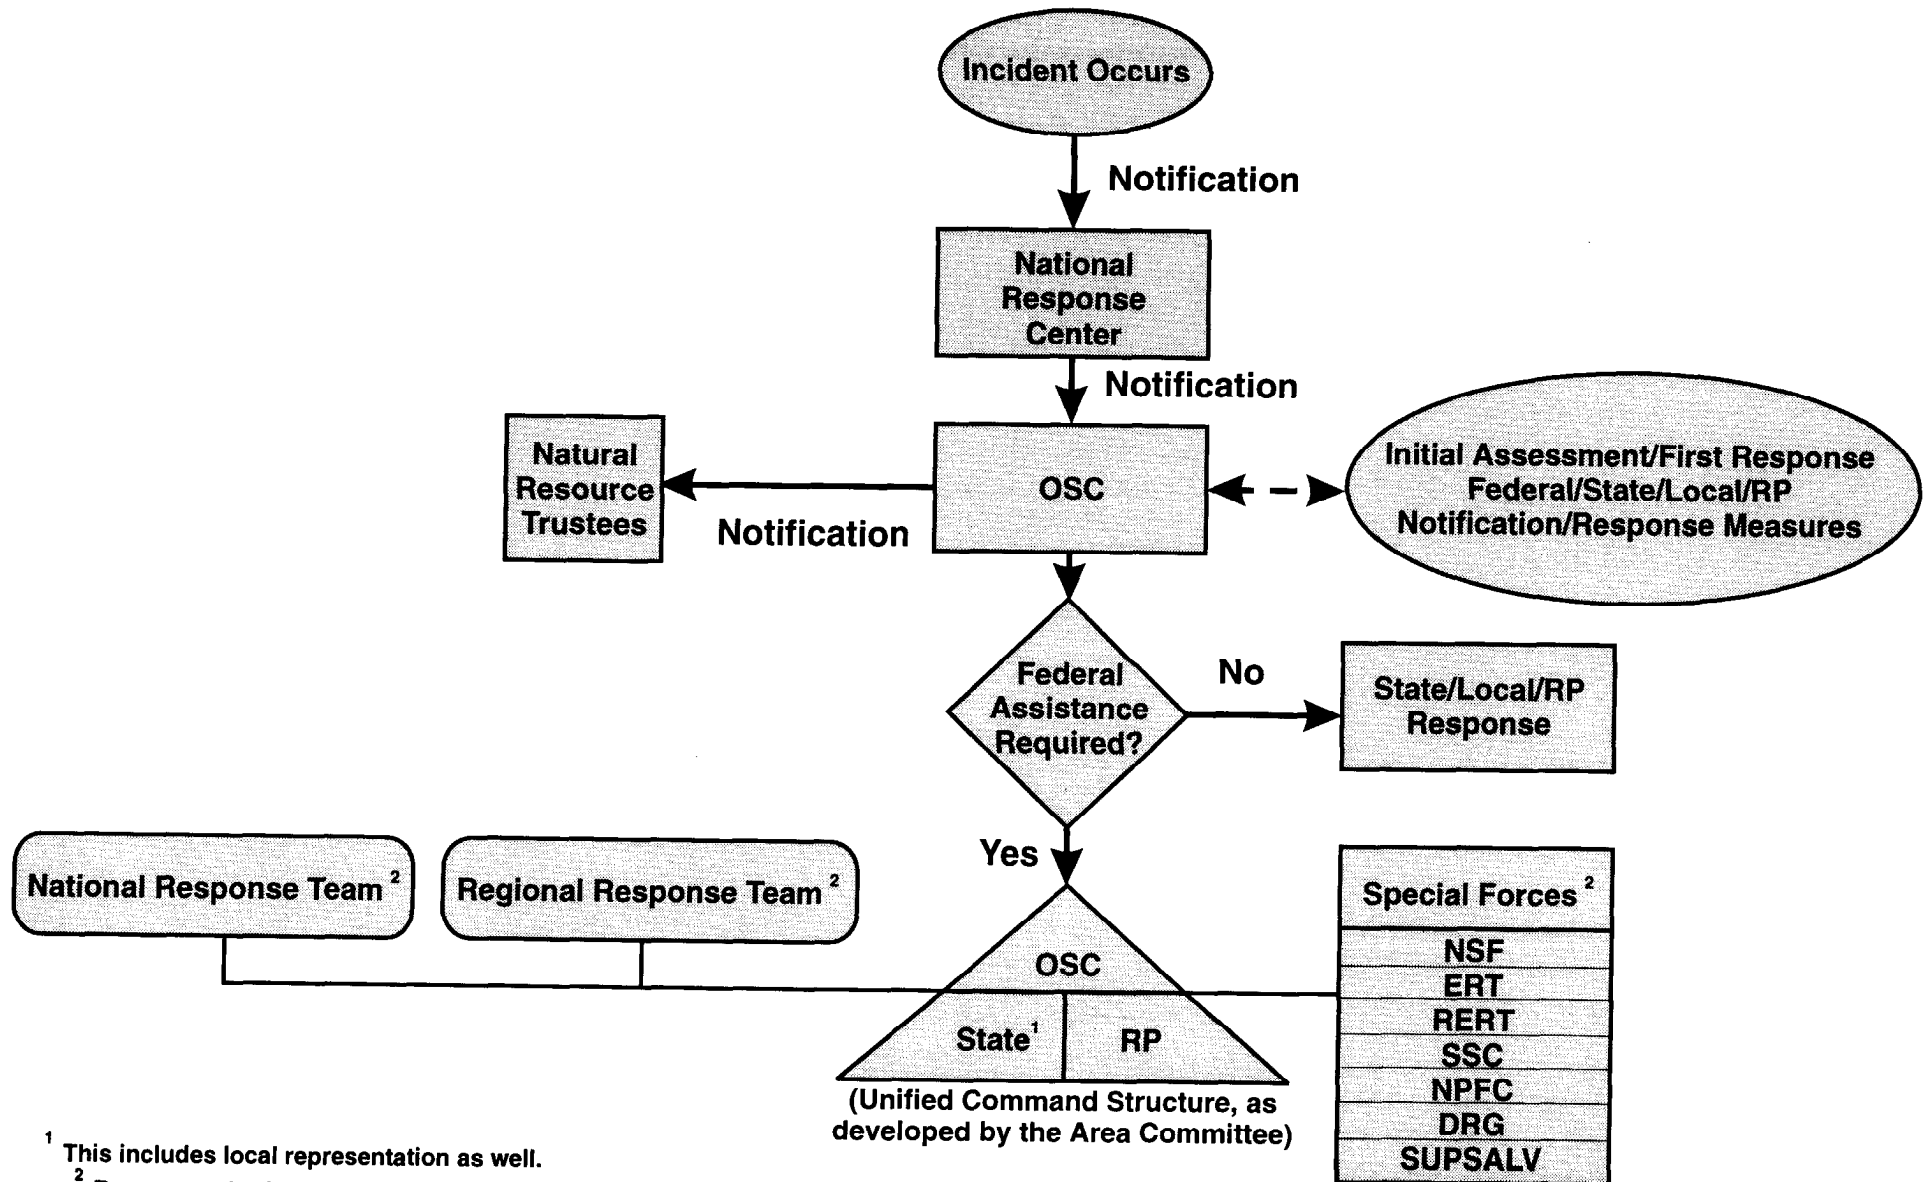 Incident Occurs
Notification
National
Response
Center
Notification
Natural
Resource
Trustees
Notification
OSC
Initial Assessment/First Response
Federal/State/Local/RP
Notification/Response Measures
Federal
Assistance
Required?
No
State/Local/RP
Response
Yes
National Response Team 2
Regional Response Team 2
OSC
State1
RP
(Unified Command Structure, as
developed by the Area Committee)
Special Forces 2
NSF
ERT
RERT
SSC
NPFC
DRG
SUPSALV
1 This includes local representation as well.
2